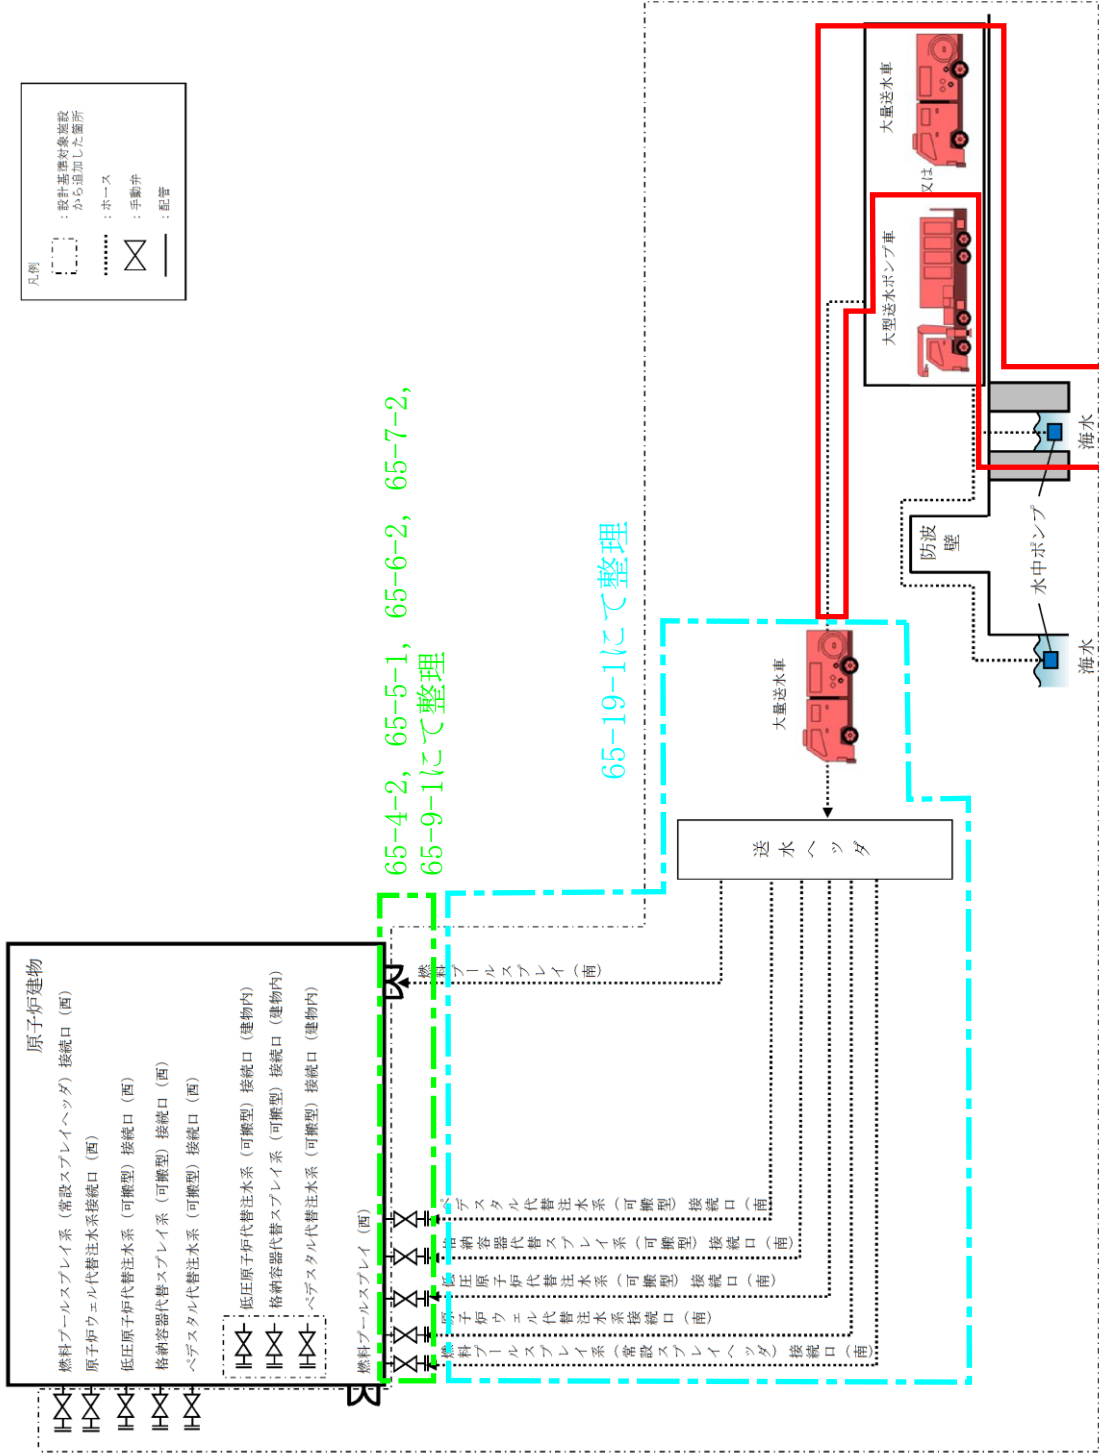 凡例
：設計基準対象施設
から追加した箇所
：ホース
：手動弁
：配管
原子炉建物
燃料プールスプレイ系（常設スプレイヘッダ）接続口（西）
原子炉ウェル代替注水系接続口（西）
低圧原子炉代替注水系（可搬型）接続口（西）
格納容器代替スプレイ系（可搬型）接続口（西）
ペデスタル代替注水系（可搬型）接続口（西）
低圧原子炉代替注水系（可搬型）接続口（建物内）
格納容器代替スプレイ系（可搬型）接続口（建物内）
ペデスタル代替注水系（可搬型）接続口（建物内）
燃料プールスプレイ（西）
65-4-2, 65-5-1, 65-6-2, 65-7-2,
65-9-1にて整理
燃料プールスプレイ（南）
ペデスタル代替注水系（可搬型）接続口（南）
格納容器代替スプレイ系（可搬型）接続口（南）
低圧原子炉代替注水系（可搬型）接続口（南）
原子炉ウェル代替注水系接続口（南）
燃料プールスプレイ系（常設スプレイヘッダ）接続口（南）
65-19-1にて整理
送水ヘッダ
大量送水車
大型送水ポンプ車
又は
大量送水車
防波
壁
水中ポンプ
海水
海水